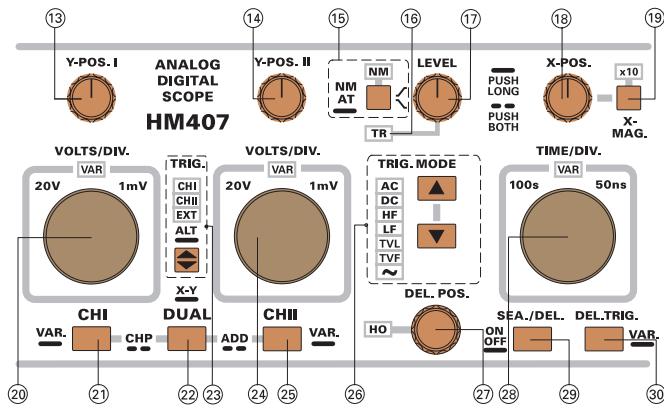 13 14 15 16 17 18 19
Y-POS. I
ANALOG
DIGITAL
SCOPE
HM407
Y-POS. II
NM
AT
NM
LEVEL
TR
PUSH
LONG
PUSH
BOTH
X-POS.
x10
X-
MAG.
VOLTS/DIV.
VAR
20V 1mV
TRIG.
CHI
CHII
EXT
ALT
VOLTS/DIV.
VAR
20V 1mV
TRIG. MODE
AC
DC
HF
LF
TVL
TVF
~
TIME/DIV.
VAR
100s 50ns
X-Y
VAR.
CHI
CHP
DUAL
ADD
CHII
VAR.
DEL. POS.
HO
SEA./DEL.
ON
OFF
DEL.TRIG.
VAR.
20 21 22 23 24 25 26 27 28 29 30